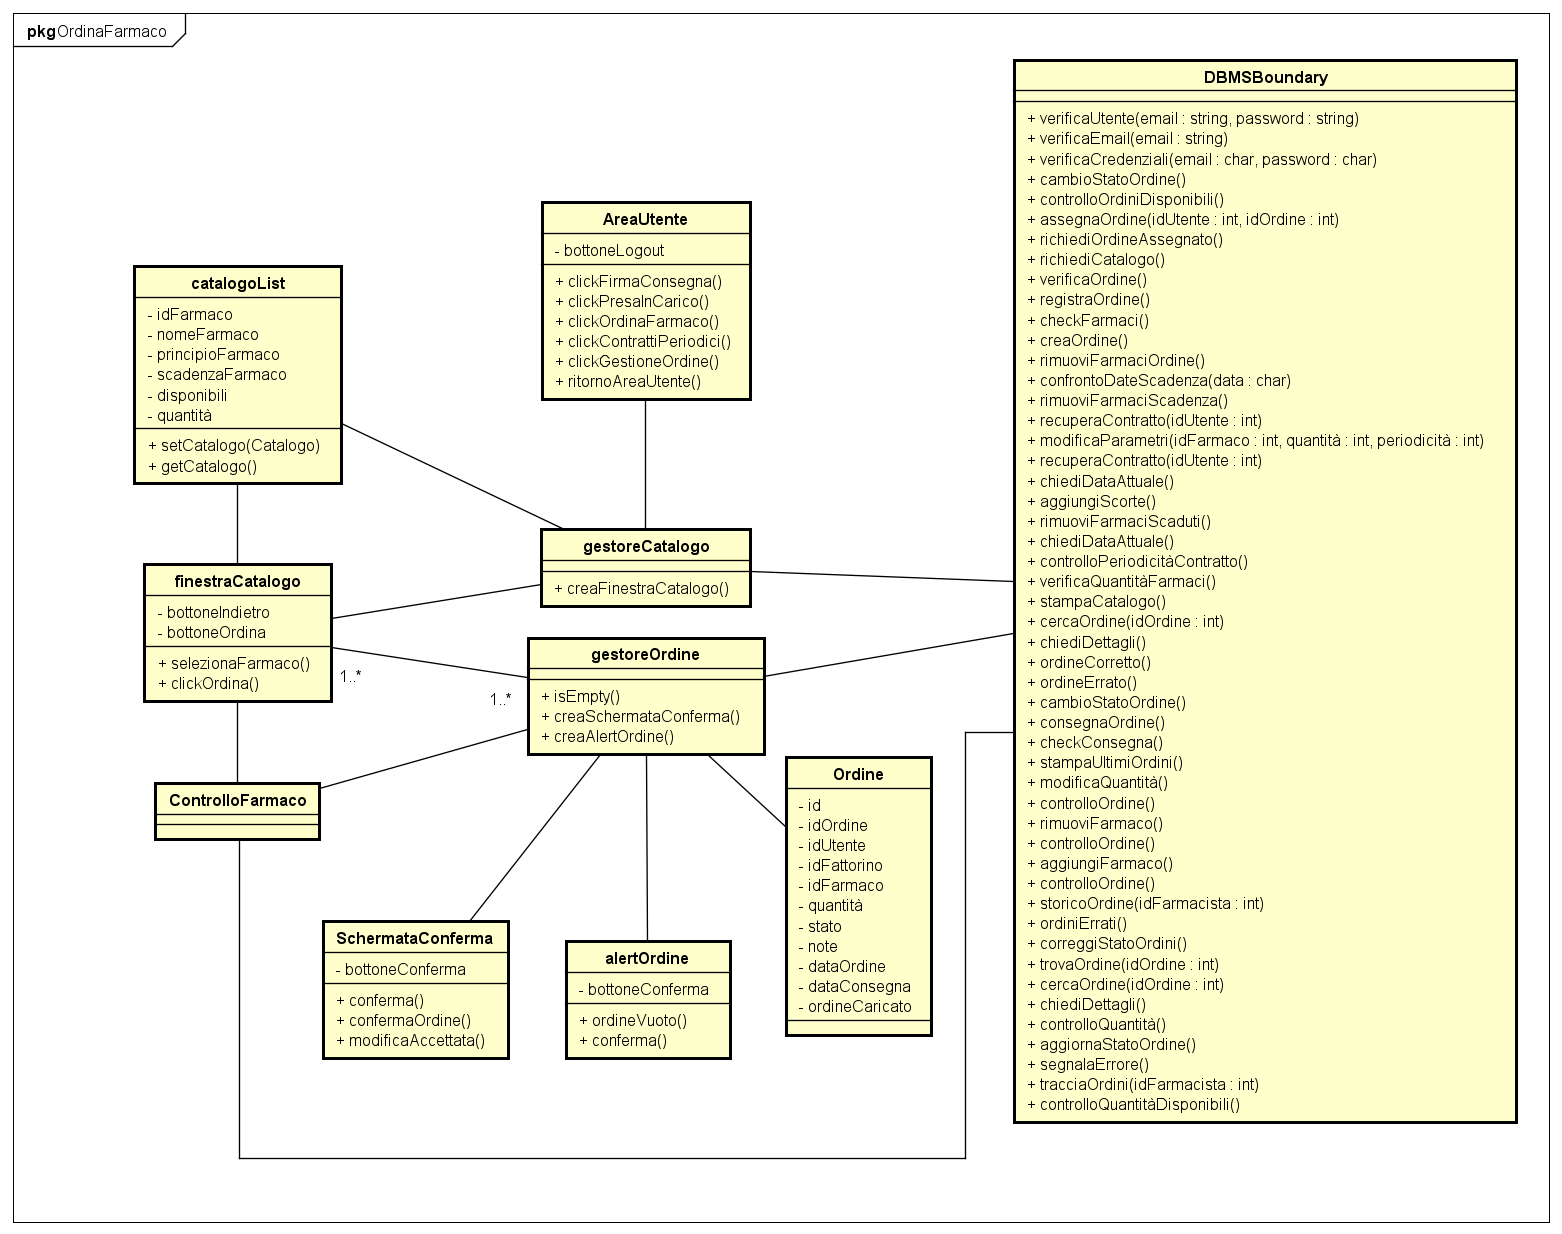 pkg OrdinaFarmaco
DBMSBoundary
+ verificaUtente(email : string, password : string)
+ verificaEmail(email : string)
+ verificaCredenziali(email : char, password : char)
+ cambioStatoOrdine()
+ controlloOrdiniDisponibili()
+ assegnaOrdine(idUtente : int, idOrdine : int)
+ richiediOrdineAssegnato()
+ richiediCatalogo()
+ verificaOrdine()
+ registraOrdine()
+ checkFarmaci()
+ creaOrdine()
+ rimuoviFarmaciOrdine()
+ confrontoDateScadenza(data : char)
+ rimuoviFarmaciScadenza()
+ recuperaContratto(idUtente : int)
+ modificaParametri(idFarmaco : int, quantità : int, periodicità : int)
+ recuperaContratto(idUtente : int)
+ chiediDataAttuale()
+ aggiungiScorte()
+ rimuoviFarmaciScaduti()
+ chiediDataAttuale()
+ controlloPeriodicitàContratto()
+ verificaQuantitàFarmaci()
+ stampaCatalogo()
+ cercaOrdine(idOrdine : int)
+ chiediDettagli()
+ ordineCorretto()
+ ordineErrato()
+ cambioStatoOrdine()
+ consegnaOrdine()
+ checkConsegna()
+ stampaUltimiOrdini()
+ modificaQuantità()
+ controlloOrdine()
+ rimuoviFarmaco()
+ controlloOrdine()
+ aggiungiFarmaco()
+ controlloOrdine()
+ storicoOrdine(idFarmacista : int)
+ ordiniErrati()
+ correggiStatoOrdini()
+ trovaOrdine(idOrdine : int)
+ cercaOrdine(idOrdine : int)
+ chiediDettagli()
+ controlloQuantità()
+ aggiornaStatoOrdine()
+ segnalaErrore()
+ tracciaOrdini(idFarmacista : int)
+ controlloQuantitàDisponibili()
AreaUtente
- bottoneLogout
+ clickFirmaConsegna()
+ clickPresaInCarico()
+ clickOrdinaFarmaco()
+ clickContrattiPeriodici()
+ clickGestioneOrdine()
+ ritornoAreaUtente()
catalogoList
- idFarmaco
- nomeFarmaco
- principioFarmaco
- scadenzaFarmaco
- disponibili
- quantità
+ setCatalogo(Catalogo)
+ getCatalogo()
gestoreCatalogo
+ creaFinestraCatalogo()
finestraCatalogo
- bottoneIndietro
- bottoneOrdina
+ selezionaFarmaco()
+ clickOrdina()
1..*
1..*
gestoreOrdine
+ isEmpty()
+ creaSchermataConferma()
+ creaAlertOrdine()
ControlloFarmaco
Ordine
- id
- idOrdine
- idUtente
- idFattorino
- idFarmaco
- quantità
- stato
- note
- dataOrdine
- dataConsegna
- ordineCaricato
SchermataConferma
- bottoneConferma
+ conferma()
+ confermaOrdine()
+ modificaAccettata()
alertOrdine
- bottoneConferma
+ ordineVuoto()
+ conferma()